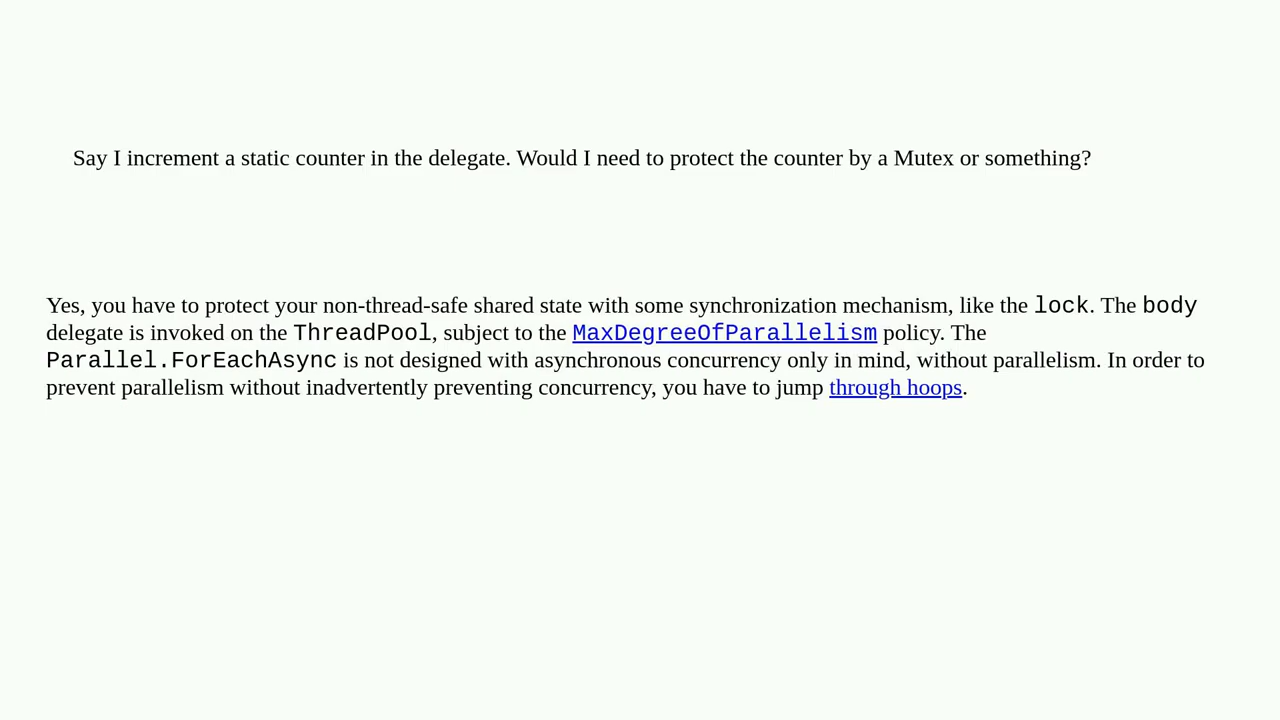 Say I increment a static counter in the delegate. Would I need to protect the counter by a Mutex or something?
Yes, you have to protect your non-thread-safe shared state with some synchronization mechanism, like the lock. The body
delegate is invoked on the ThreadPool, subject to the MaxDegreeOfParallelism policy. The
Parallel.ForEachAsync is not designed with asynchronous concurrency only in mind, without parallelism. In order to
prevent parallelism without inadvertently preventing concurrency, you have to jump through hoops.